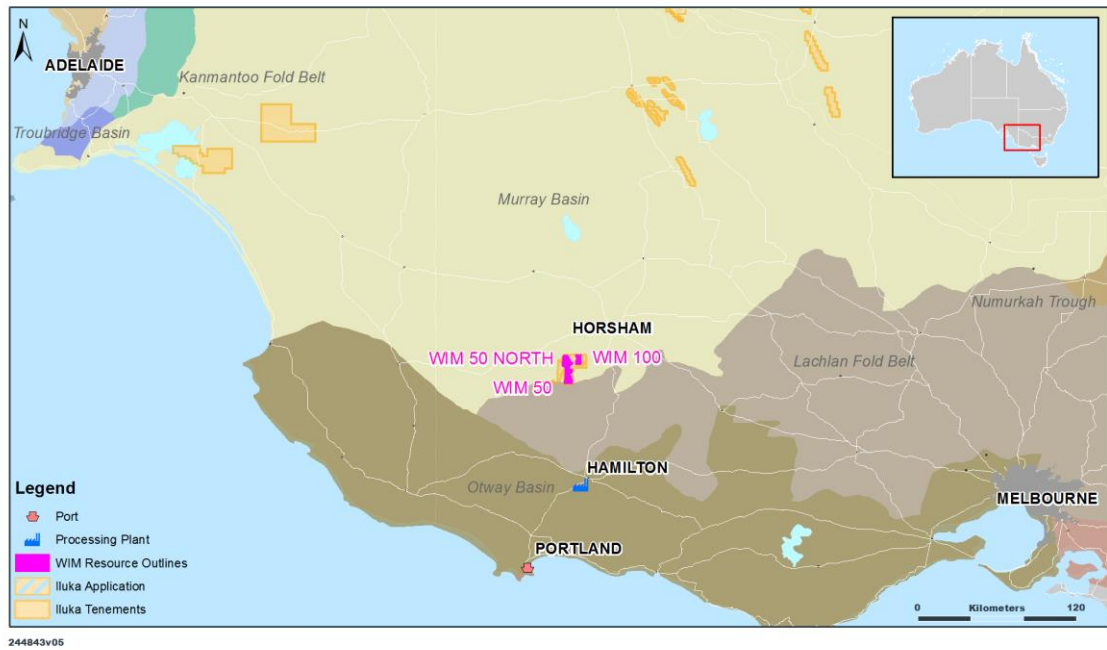 N
ADELAIDE
Kanmantoo Fold Belt
Troubridge Basin
Murray Basin
Numurkah Trough
HORSHAM
WIM 50 NORTH
WIM 100
Lachlan Fold Belt
WIM 50
HAMILTON
Otway Basin
MELBOURNE
PORTLAND
Legend
Port
Processing Plant
WIM Resource Outlines
Iluka Application
Iluka Tenements
0 Kilometers 120
244843v05